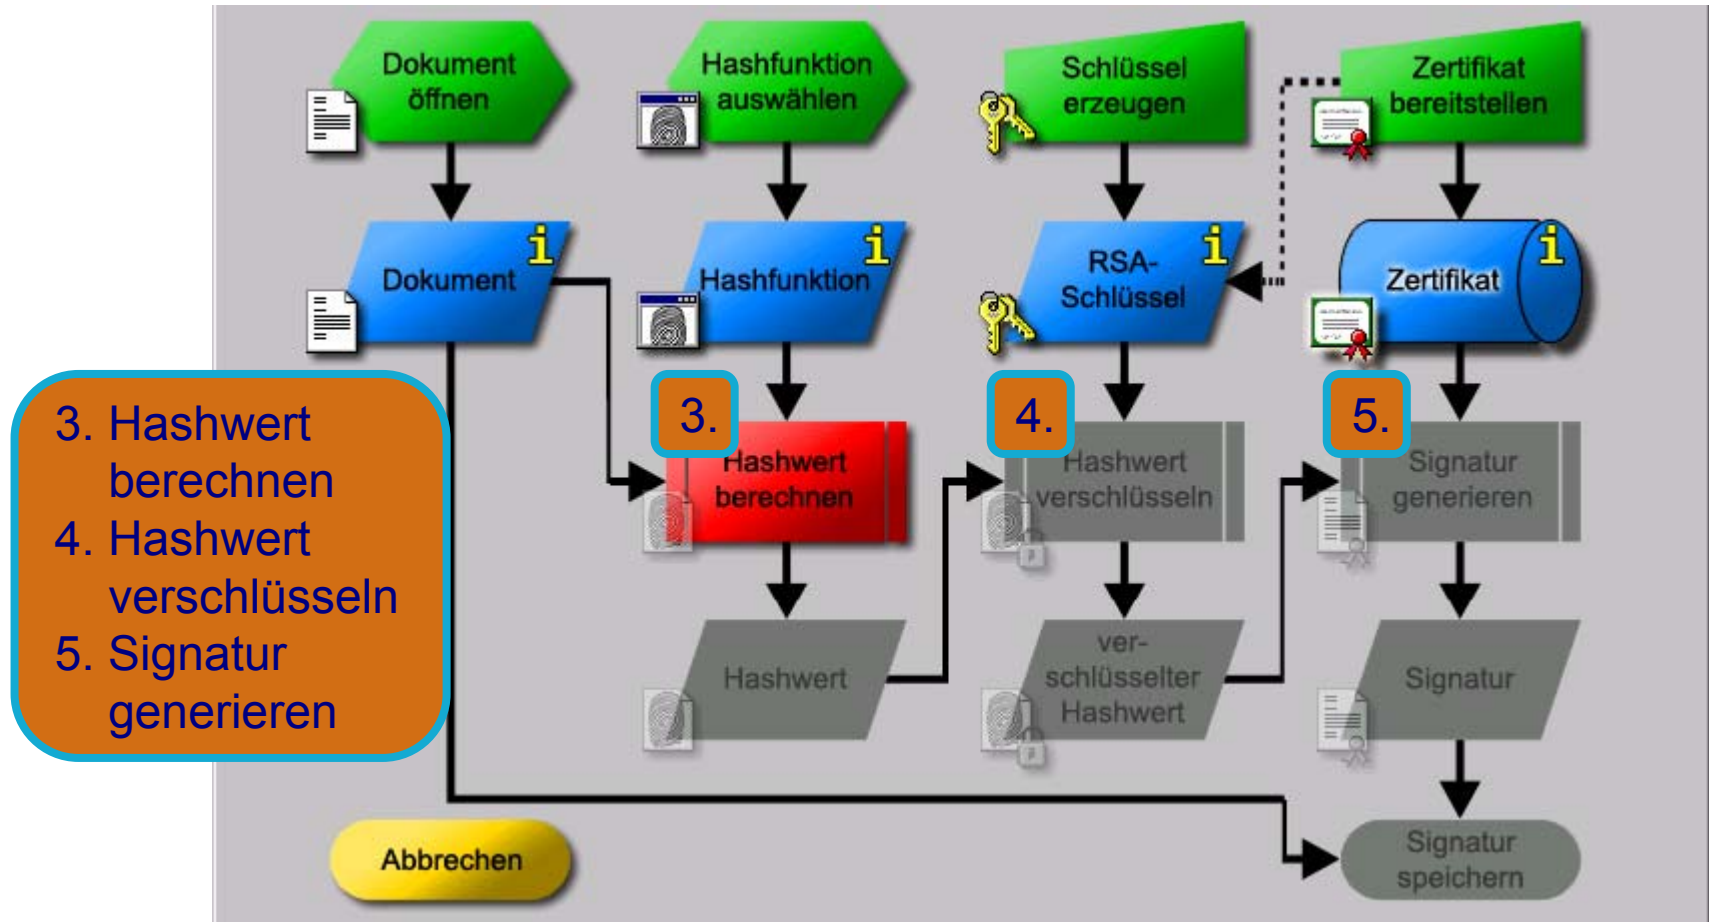 Dokument
öffnen
Hashfunktion
auswählen
Schlüssel
erzeugen
Zertifikat
bereitstellen
Dokument
i
Hashfunktion
i
RSA-
Schlüssel
i
Zertifikat
i
3. Hashwert
berechnen
4. Hashwert
verschlüsseln
5. Signatur
generieren
3.
Hashwert
berechnen
4.
Hashwert
verschlüsseln
5.
Signatur
generieren
Hashwert
ver-
schlüsselter
Hashwert
Signatur
Abbrechen
Signatur
speichern